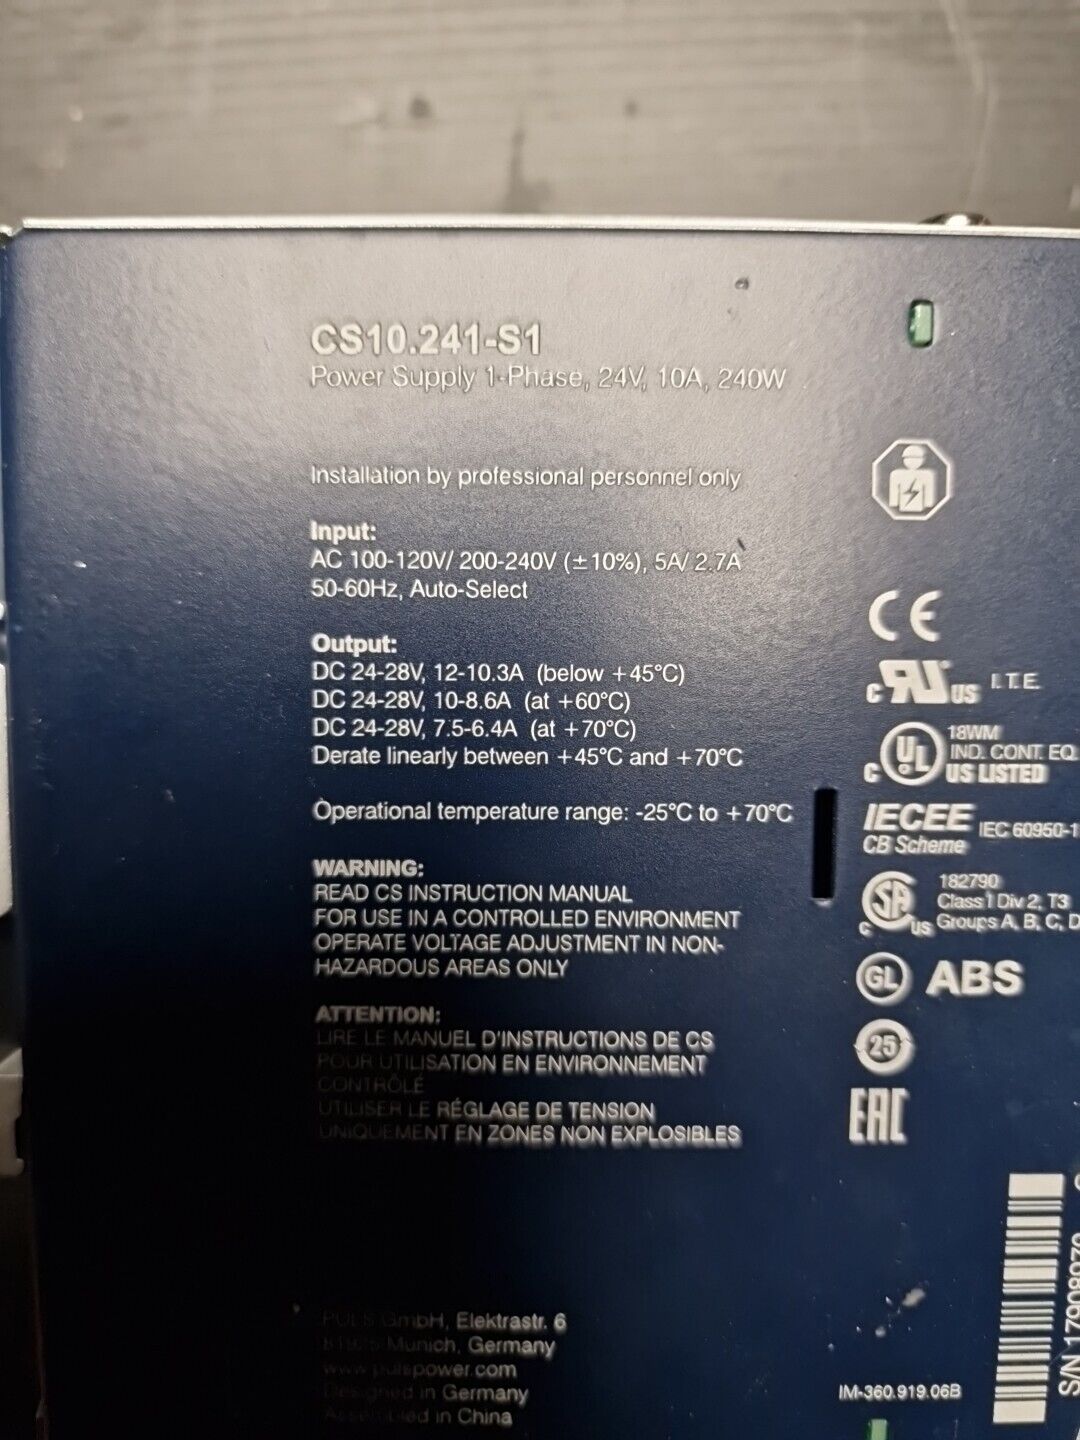 CS10.241-S1
Power Supply 1-Phase, 24V, 10A, 240W
Installation by professional personnel only
Input:
AC 100-120V/ 200-240V (±10%), 5A/ 2.7A
50-60Hz, Auto-Select
Output:
DC 24-28V, 12-10.3A (below +45°C)
DC 24-28V, 10-8.6A (at +60°C)
DC 24-28V, 7.5-6.4A (at +70°C)
Derate linearly between +45°C and +70°C
Operational temperature range: -25°C to +70°C
WARNING:
READ CS INSTRUCTION MANUAL
FOR USE IN A CONTROLLED ENVIRONMENT
OPERATE VOLTAGE ADJUSTMENT IN NON-
HAZARDOUS AREAS ONLY
ATTENTION:
LIRE LE MANUEL D'INSTRUCTIONS DE CS
POUR UTILISATION EN ENVIRONNEMENT
CONTRÔLÉ
UTILISER LE RÉGLAGE DE TENSION
UNIQUEMENT EN ZONES NON EXPLOSIBLES
PULS GmbH, Elektrastr. 6
Munich, Germany
www.pulspower.com
Designed in Germany
Assembled in China
CE
c RU US I.T.E.
c UL US LISTED
18WM
IND. CONT. EQ.
IECEE IEC 60950-1
CB Scheme
c SA US
182790
Class 1 Div 2, T3
Groups A, B, C, D
GL ABS
25
EAC
IM-360.919.06B
S/N